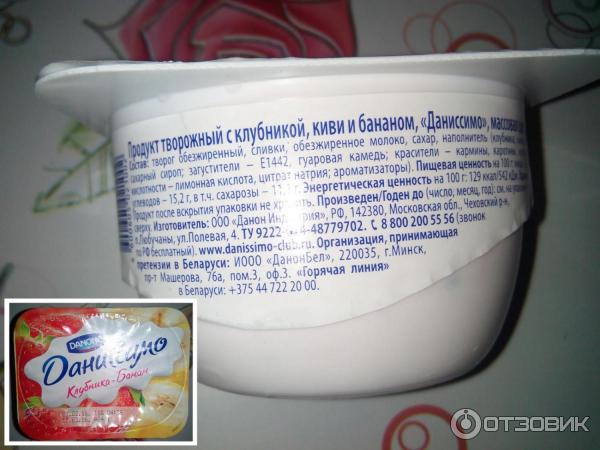 Продукт творожный с клубникой, киви и бананом, «Даниссимо», массовая
Состав: творог обезжиренный, сливки, обезжиренное молоко, сахар, наполнитель (клубника,
сахарный сироп; загустители – Е1442, гуаровая камедь; красители – кармины, каротины,
кислотности – лимонная кислота, цитрат натрия; ароматизаторы). Пищевая ценность на 100 г
углеводов – 15,2 г, в т.ч. сахарозы – Энергетическая ценность на 100 г: 129 ккал/542 кДж.
Продукт после вскрытия упаковки не Произведен/Годен до (число, месяц, год): см. на
сверху. Изготовитель: ООО «Данон РФ, 142380, Московская обл., Чеховский р-н,
п.Любучаны, ул.Полевая, 4. ТУ 9222- 4-48779702. 8 800 200 55 56 (звонок
по РФ бесплатный). www.danissimo-club.ru. Организация, принимающая
претензии в Беларуси: ИООО «ДанонБел», 220035, г.Минск,
пр-т Машерова, 76а, пом.3, оф.3. «Горячая линия»
в Беларуси: +375 44 722 20 00.
DANONE
Даниссимо
Клубника-Банан
ОТЗОВИК